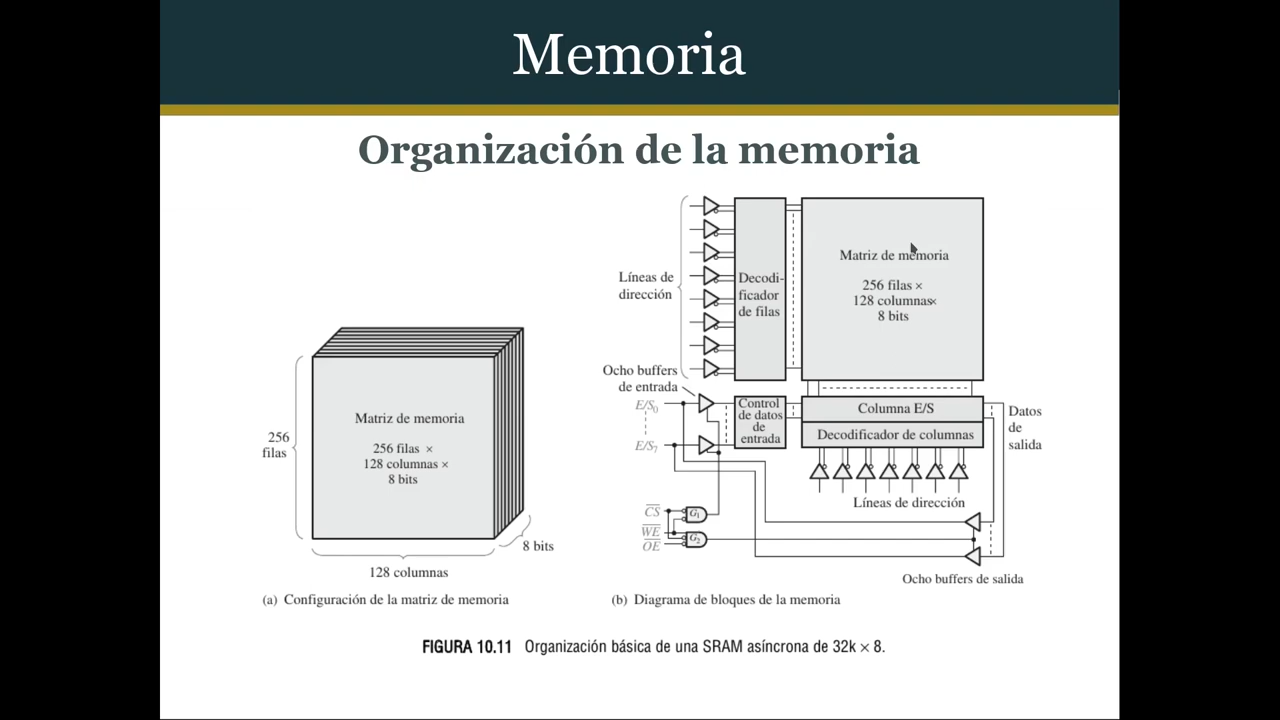 Memoria
Organización de la memoria
Matriz de memoria
256 filas ×
128 columnas ×
8 bits
256
filas
8 bits
128 columnas
(a) Configuración de la matriz de memoria
Líneas de
dirección
Decodi-
ficador
de filas
Matriz de memoria
256 filas ×
128 columnas×
8 bits
Ocho buffers
de entrada
E/S0
E/S7
Control
de datos
de
entrada
Columna E/S
Decodificador de columnas
Datos
de
salida
Líneas de dirección
CS
G1
WE
G2
OE
Ocho buffers de salida
(b) Diagrama de bloques de la memoria
FIGURA 10.11 Organización básica de una SRAM asíncrona de 32k × 8.